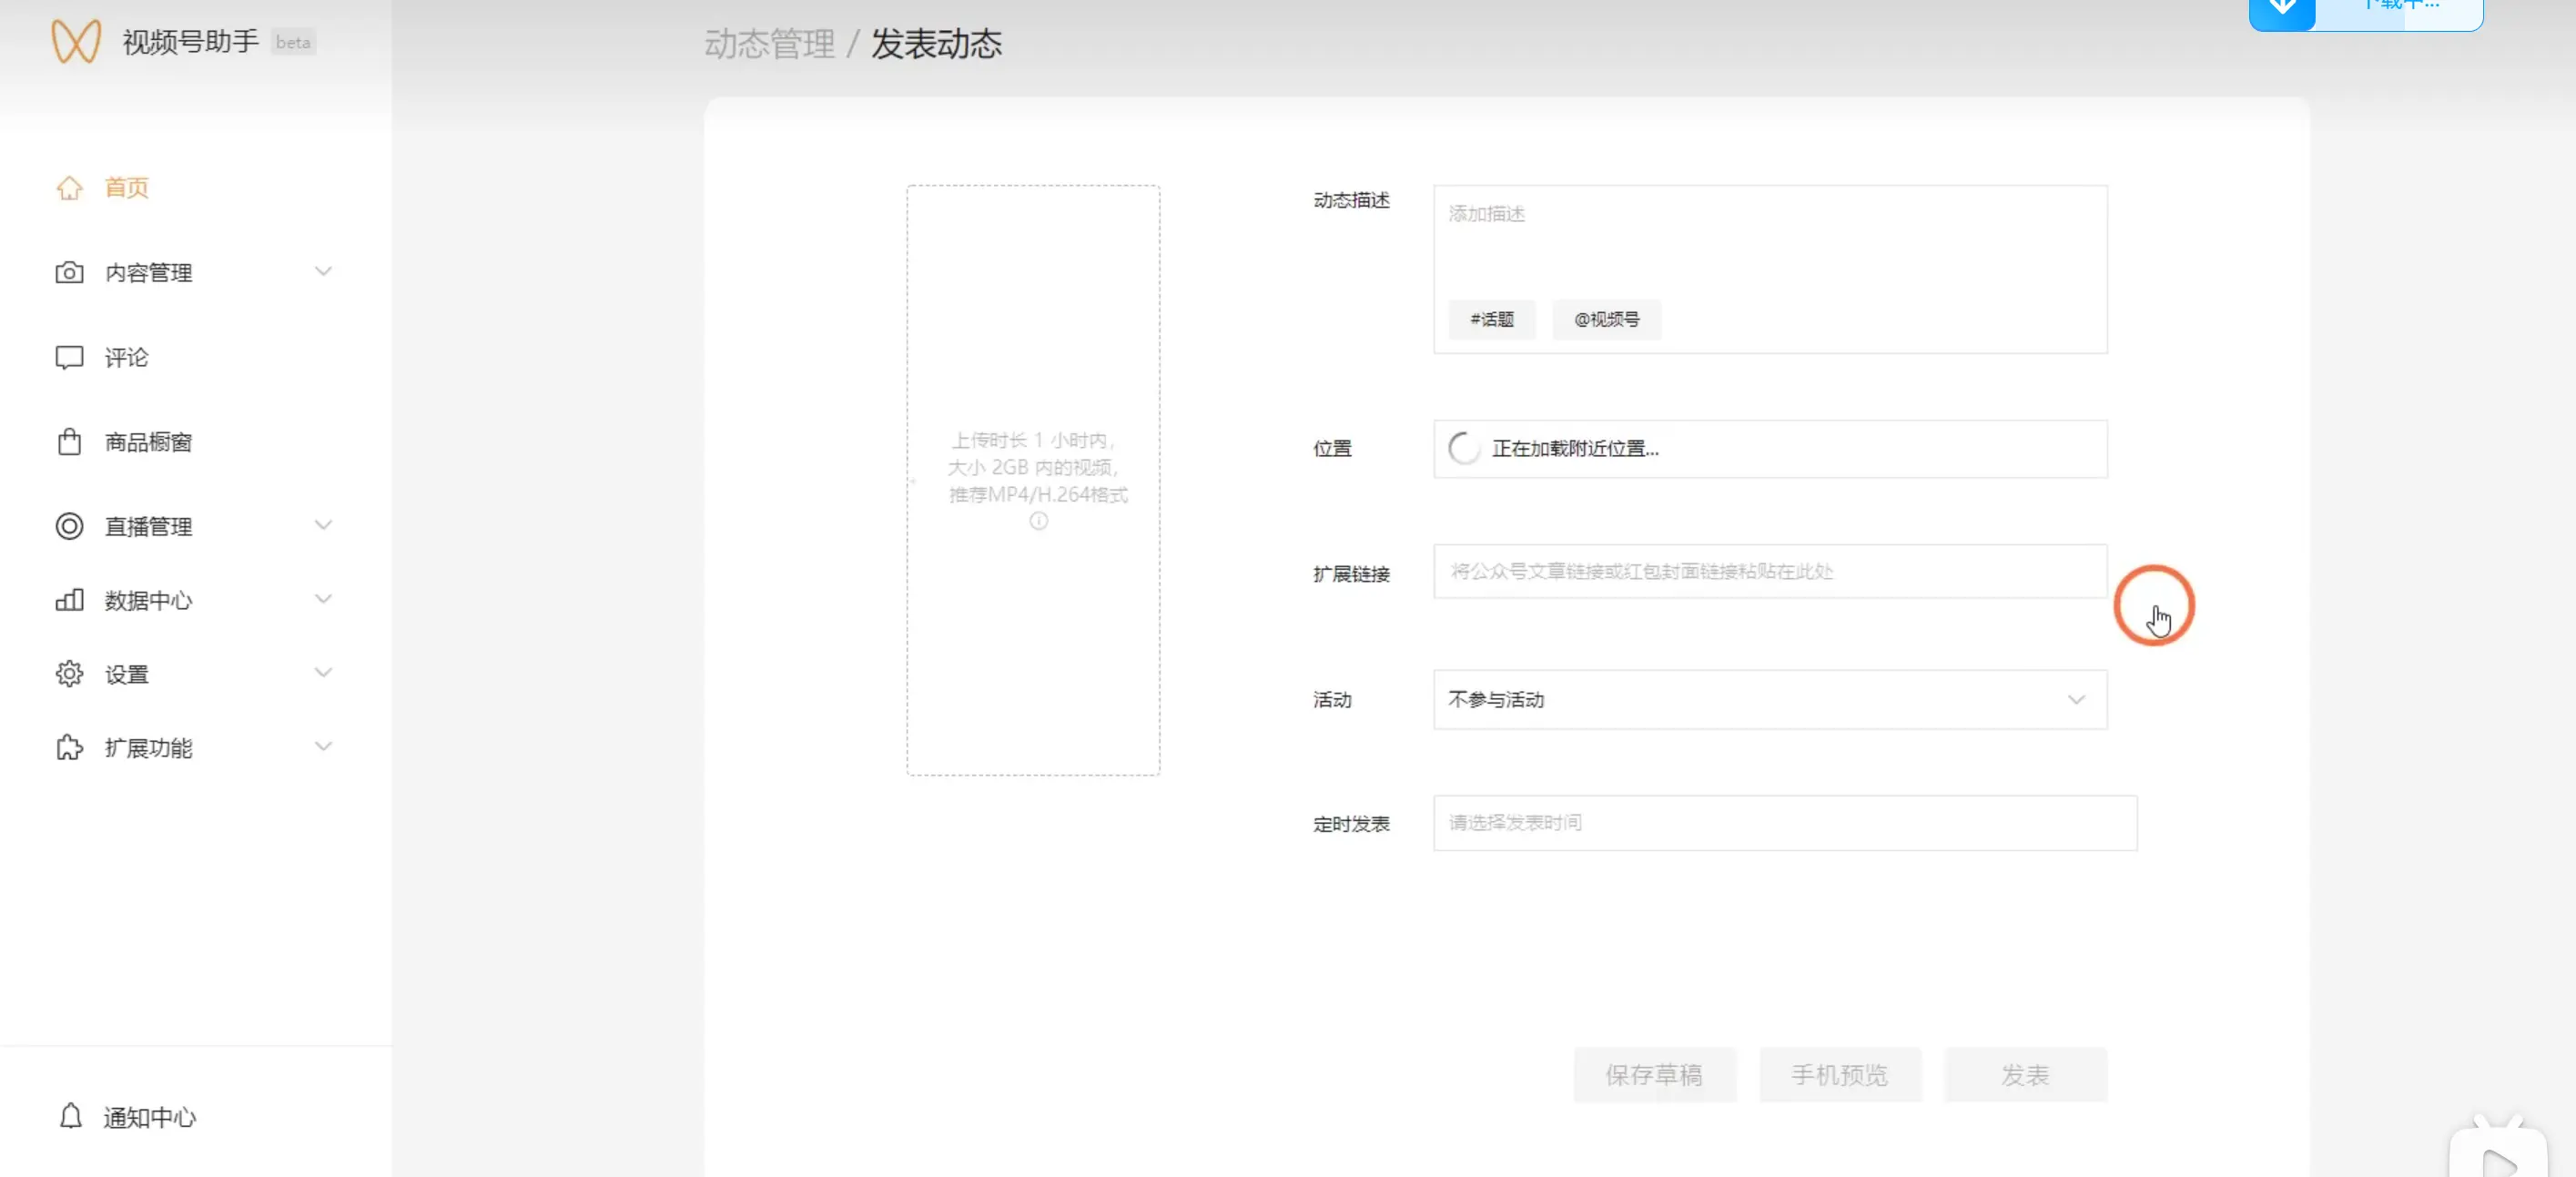 视频号助手 beta
动态管理 / 发表动态
下载中...
首页
内容管理
评论
商品橱窗
直播管理
数据中心
设置
扩展功能
通知中心
上传时长 1 小时内，
大小 2GB 内的视频，
推荐MP4/H.264格式
动态描述
添加描述
#话题 @视频号
位置
正在加载附近位置...
扩展链接
将公众号文章链接或红包封面链接粘贴在此处
活动
不参与活动
定时发表
请选择发表时间
保存草稿 手机预览 发表